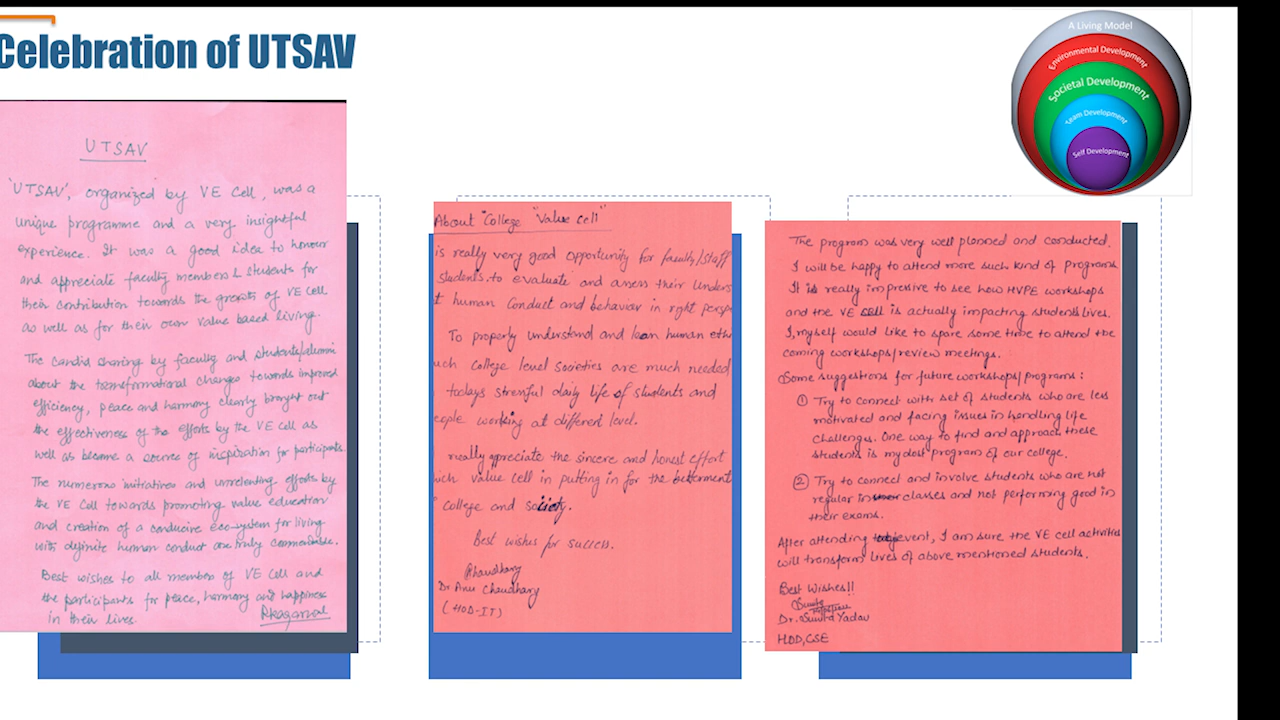 Celebration of UTSAV
A Living Model
Environmental Development
Societal Development
Team Development
Self Development
UTSAV
'UTSAV', organized by VE Cell, was a
unique programme and a very insightful
experience. It was a good idea to honour
and appreciate faculty members & students for
their contribution towards the growth of VE Cell
as well as for their own value based living.
The candid sharing by faculty and students/alumni
about the transformational changes towards improved
efficiency, peace and harmony clearly brought out
the effectiveness of the efforts by the VE Cell as
well as became a source of inspiration for participants.
The numerous initiatives and unrelenting efforts by
the VE Cell towards promoting value education
and creation of a conducive eco-system for living
with definite human conduct are truly commendable.
Best wishes to all members of VE Cell and
the participants for peace, harmony and happiness
in their lives.
About "College "Value cell"
is really very good opportunity for faculty/staff
students to evaluate and assess their unders
t human conduct and behavior in right persp
To properly understand and lean human eth
uch College level societies are much needed
todays stressful daily life of students and
eople working at different level.
really appreciate the sincere and honest effort
uch value cell in putting in for the betterment
college and society.
Best wishes for success.
Dr Anu Chaudhary
(HOD-IT)
The program was very well planned and conducted.
I will be happy to attend more such kind of programs
It is really impressive to see how HVPE workshops
and the VE cell is actually impacting students lives.
I, myself would like to spare some time to attend the
coming workshops/review meetings.
Some suggestions for future workshops/programs:
① Try to connect with set of students who are less
motivated and facing issues in handling life
challenges. One way to find and approach these
students is mydost program of our college.
② Try to connect and involve students who are not
regular in classes and not performing good in
their exams.
After attending event, I am sure the VE cell activities
will transform lives of above mentioned students.
Best Wishes!!
Dr. Sunita Yadav
HOD, CSE